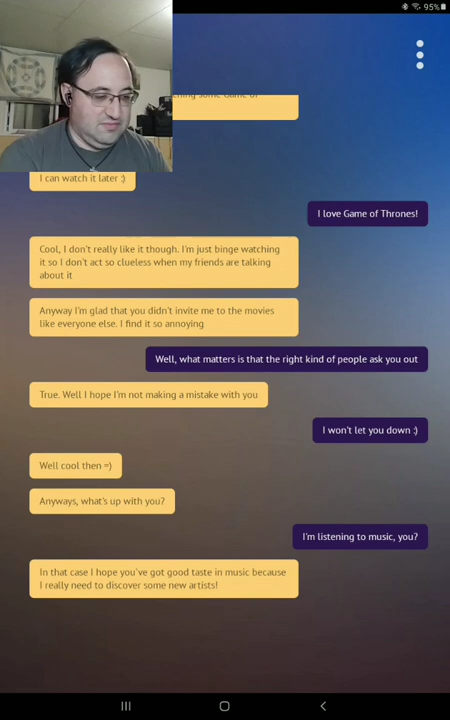 95%
ching some. Game of
I can watch it later ;)
I love Game of Thrones!
Cool, I don't really like it though. I'm just binge watching
it so I don't act so clueless when my friends are talking
about it
Anyway I'm glad that you didn't invite me to the movies
like everyone else. I find it so annoying
Well, what matters is that the right kind of people ask you out
True. Well I hope I'm not making a mistake with you
I won't let you down :)
Well cool then =)
Anyways, what's up with you?
I'm listening to music, you?
In that case I hope you've got good taste in music because
I really need to discover some new artists!